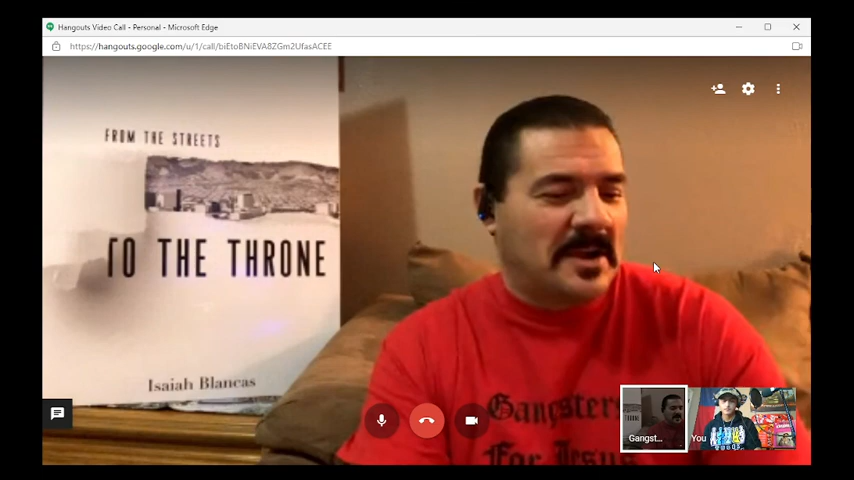 Hangouts Video Call - Personal - Microsoft Edge
https://hangouts.google.com/u/1/call/biEtoBNiEVA8ZGm2UfasACEE
FROM THE STREETS
TO THE THRONE
Isaiah Blancas
Gangsters
For Jesus
Gangst...
You